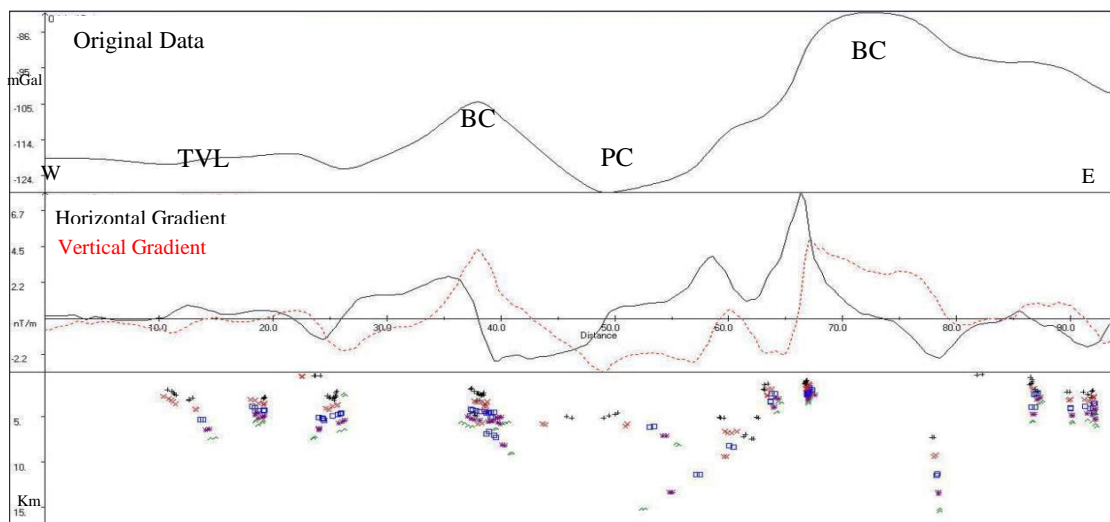 Original Data
-86.
-95
mGal
-105.
-114
-124
BC
BC
TVL
PC
W
E
Horizontal Gradient
Vertical Gradient
6.7
4.5
2.2
nT/m
-2.2
10.0
20.0
30.0
40.0
50.0
60.0
70.0
80.0
90.0
Distance
5.
10.
Km
15.